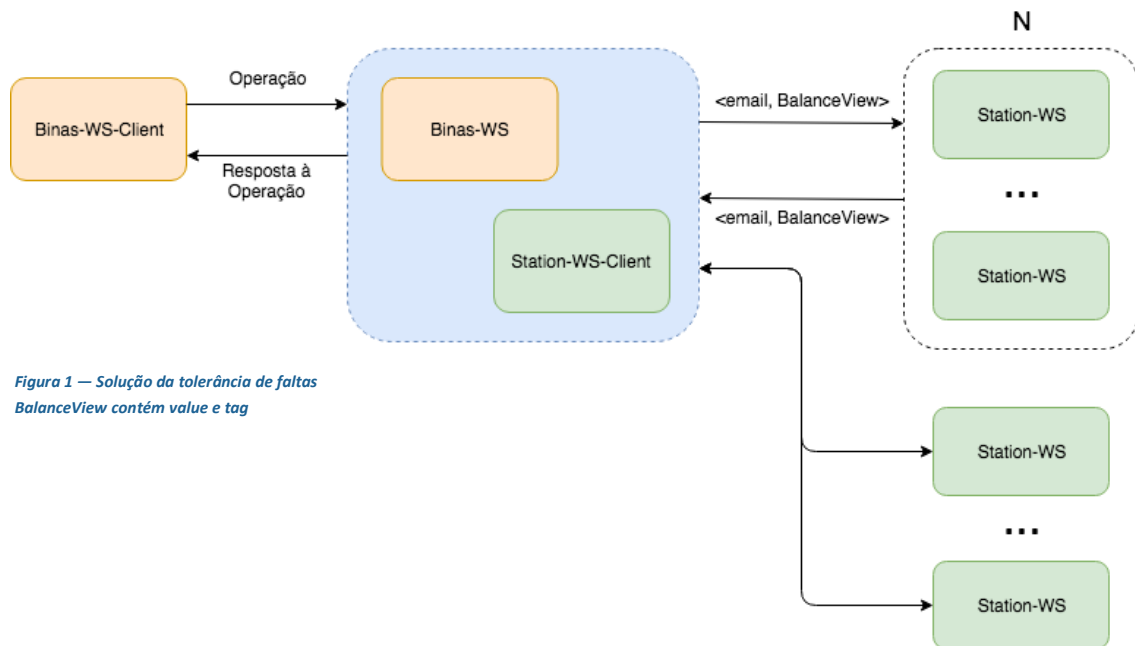 N
Operação
Binas-WS-Client
Resposta à
Operação
Binas-WS
Station-WS-Client
<email, BalanceView>
<email, BalanceView>
Station-WS
...
Station-WS
Figura 1 — Solução da tolerância de faltas
BalanceView contém value e tag
Station-WS
...
Station-WS